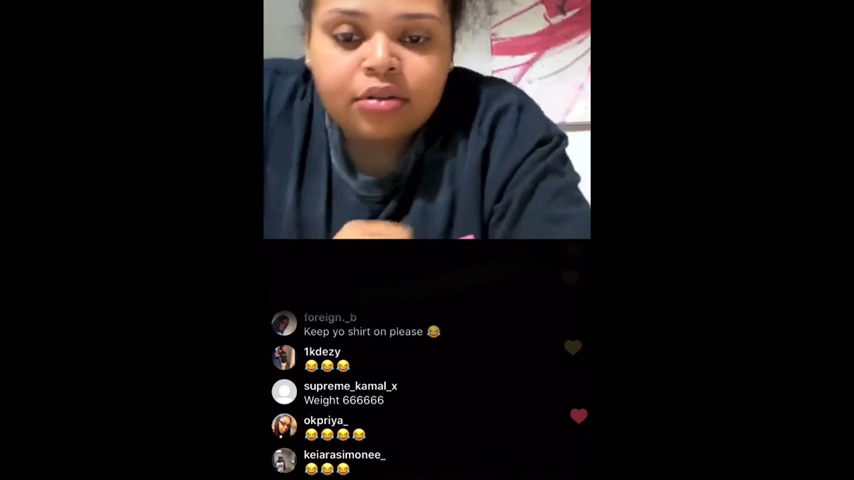 foreign._b
Keep yo shirt on please 😂
1kdezy
😂😂😂
supreme_kamal_x
Weight 666666
okpriya_
😂😂😂😂
keiarasimonee_
😂😂😂